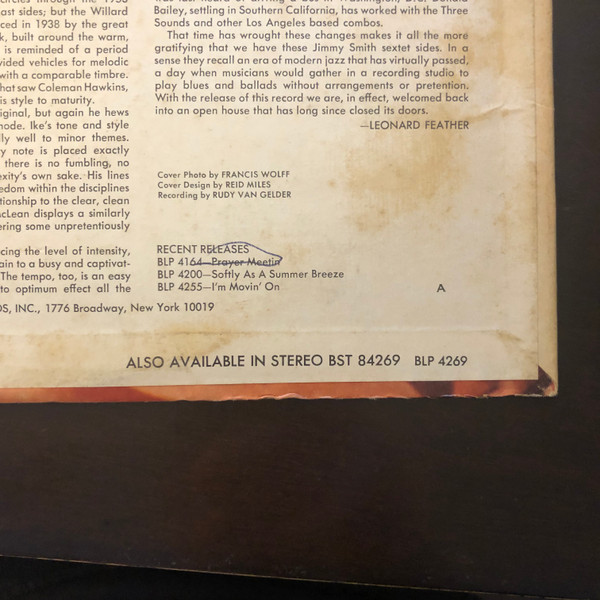 circles through the 1938
ast sides; but the Willard
ced in 1938 by the great
k, built around the warm,
is reminded of a period
vided vehicles for melodic
with a comparable timbre.
hat saw Coleman Hawkins,
is style to maturity.
iginal, but again he hews
mode. Ike's tone and style
lly well to minor themes.
ry note is placed exactly
there is no fumbling, no
exity's own sake. His lines
edom within the disciplines
tionship to the clear, clean
McLean displays a similarly
ering some unpretentiously
cing the level of intensity,
ain to a busy and captivat-
The tempo, too, is an easy
to optimum effect all the
Bailey, settling in Southern California, has worked with the Three
Sounds and other Los Angeles based combos.
That time has wrought these changes makes it all the more
gratifying that we have these Jimmy Smith sextet sides. In a
sense they recall an era of modern jazz that has virtually passed,
a day when musicians would gather in a recording studio to
play blues and ballads without arrangements or pretention.
With the release of this record we are, in effect, welcomed back
into an open house that has long since closed its doors.
—LEONARD FEATHER
Cover Photo by FRANCIS WOLFF
Cover Design by REID MILES
Recording by RUDY VAN GELDER
RECENT RELEASES
BLP 4164—Prayer Meetin'
BLP 4200—Softly As A Summer Breeze
BLP 4255—I'm Movin' On
A
DS, INC., 1776 Broadway, New York 10019
ALSO AVAILABLE IN STEREO BST 84269 BLP 4269